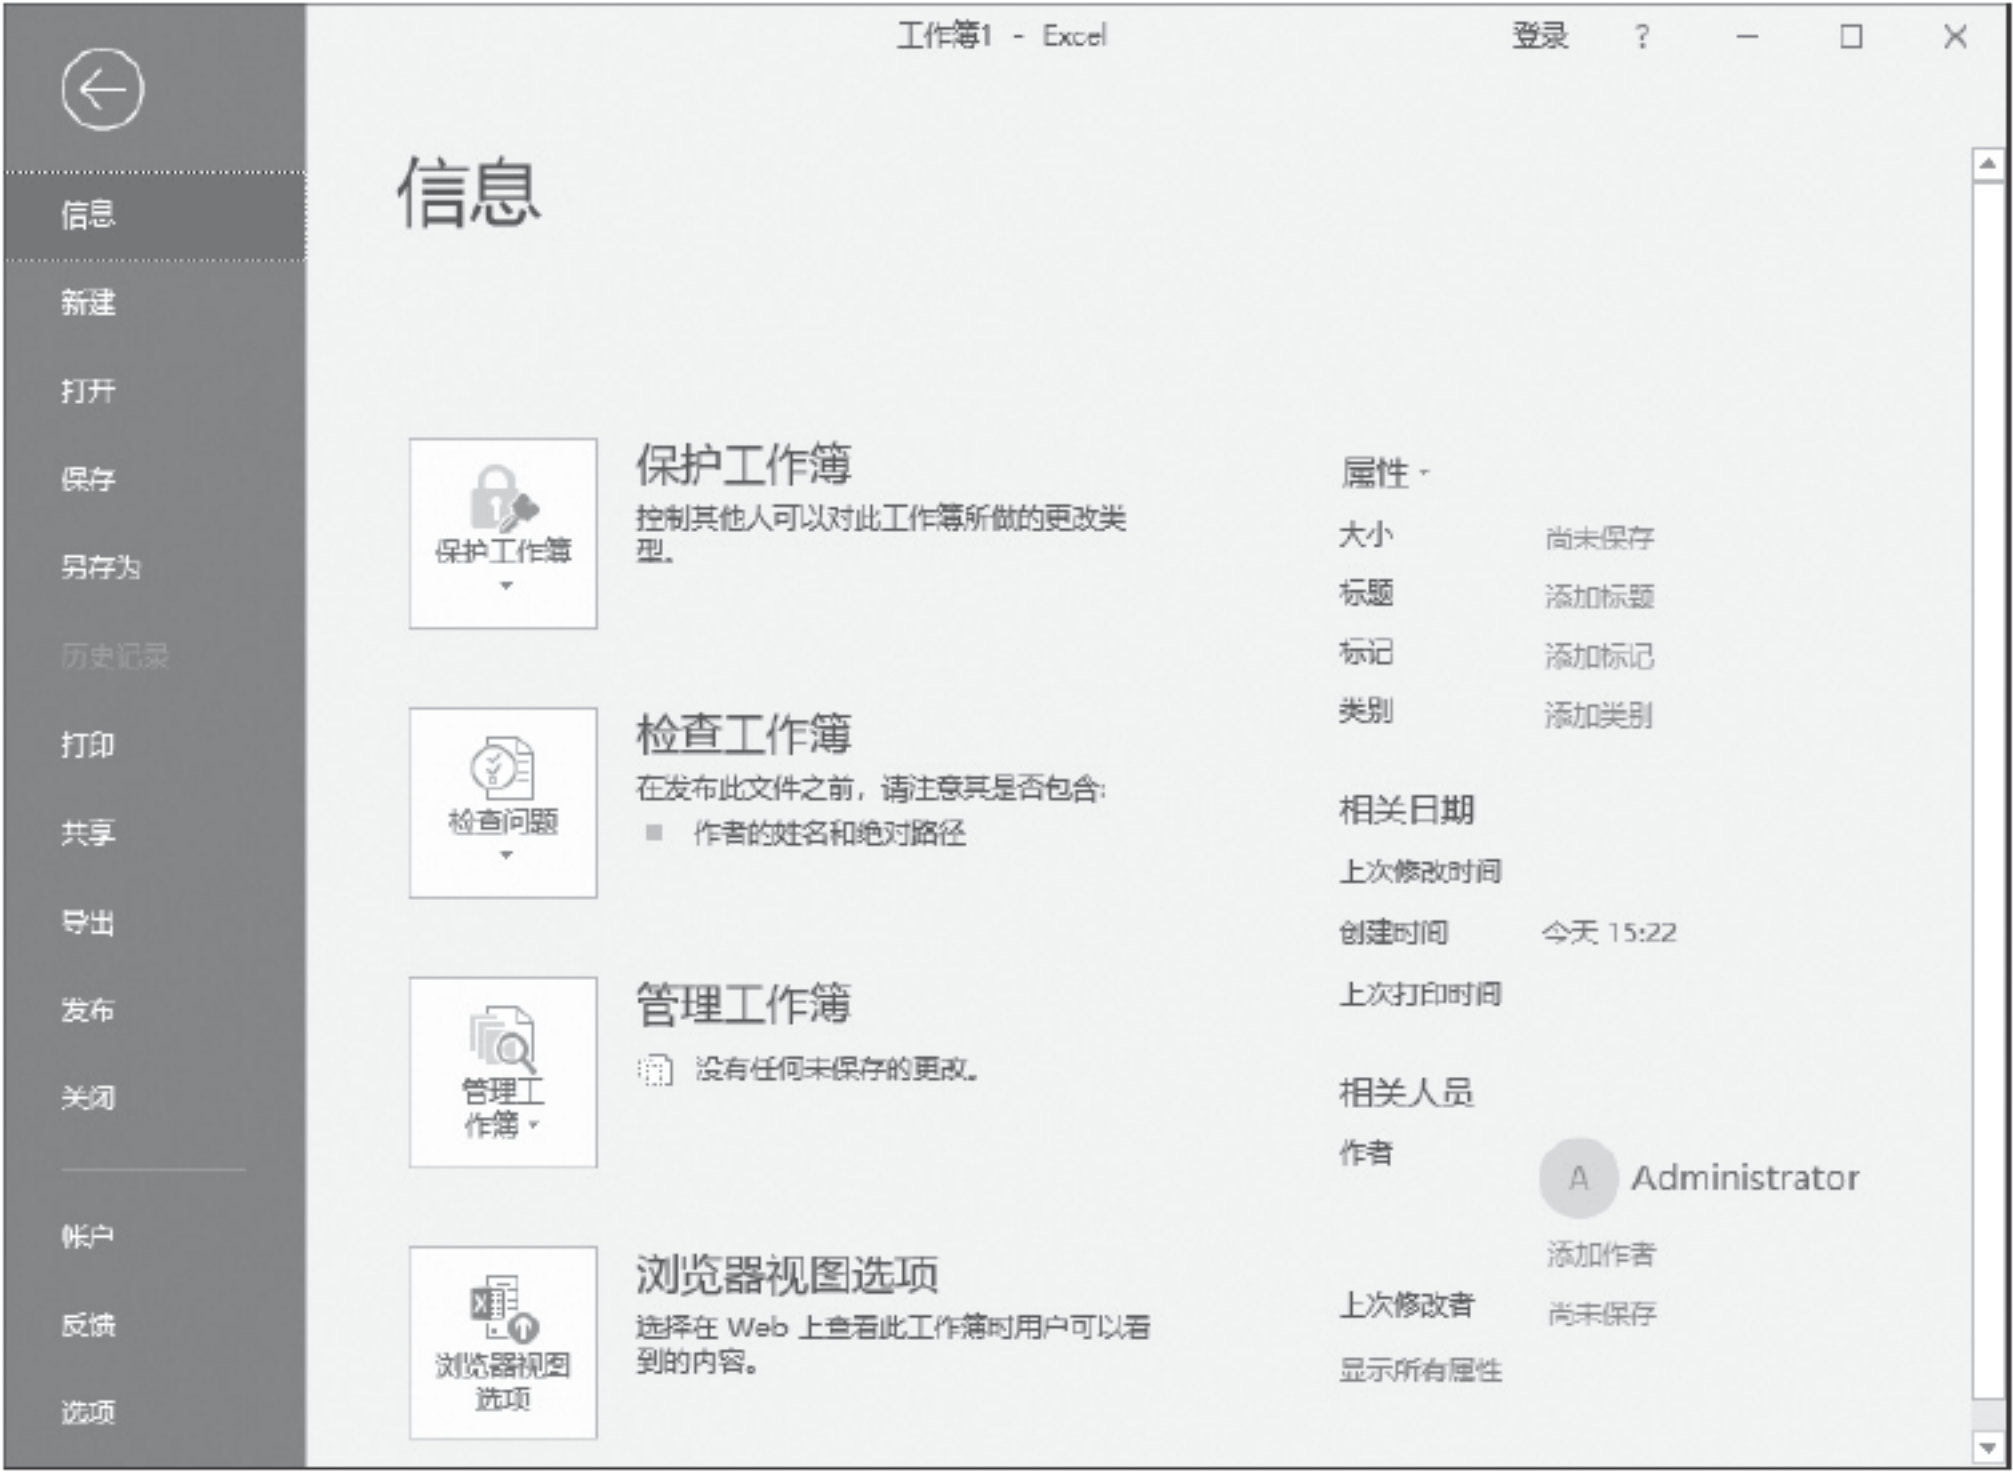 工作簿1 - Excel
登录 ?
信息
新建
打开
保存
另存为
历史记录
打印
共享
导出
发布
关闭
帐户
反馈
选项
信息
保护工作簿
保护工作簿
控制其他人可以对此工作簿所做的更改类
型。
检查问题
检查工作簿
在发布此文件之前，请注意其是否包含:
作者的姓名和绝对路径
管理工
作簿
管理工作簿
没有任何未保存的更改。
浏览器视图
选项
浏览器视图选项
选择在 Web 上查看此工作簿时用户可以看
到的内容。
属性
大小 尚未保存
标题 添加标题
标记 添加标记
类别 添加类别
相关日期
上次修改时间
创建时间 今天 15:22
上次打印时间
相关人员
作者
A Administrator
添加作者
上次修改者 尚未保存
显示所有属性